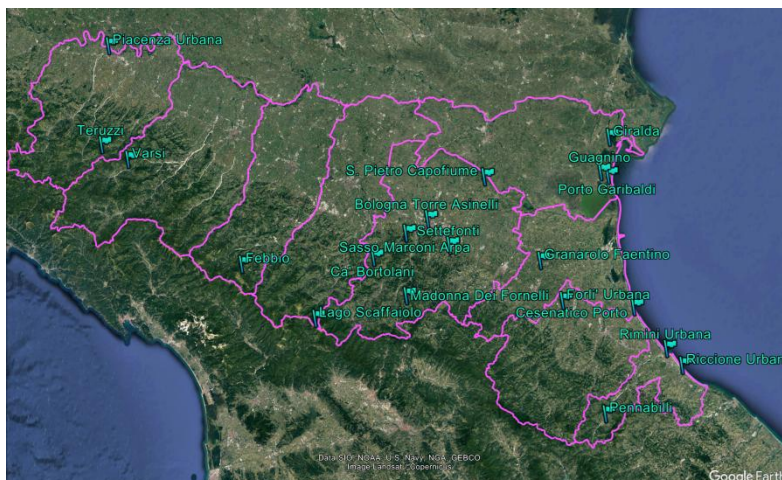 Piacenza Urbana
Giralda
Teruzzi
Varsi
Guagnino
S. Pietro Capofiume
Porto Garibaldi
Bologna Torre Asinelli
Settefonti
Sasso Marconi Arpa
Granarolo Faentino
Febbio
Ca' Bortolani
Madonna Dei Fornelli
Forli' Urbana
Lago Scaffaiolo
Cesenatico Porto
Rimini Urbana
Riccione Urban
Pennabilli
Data SIO, NOAA, U.S. Navy, NGA, GEBCO
Image Landsat / Copernicus
Google Earth